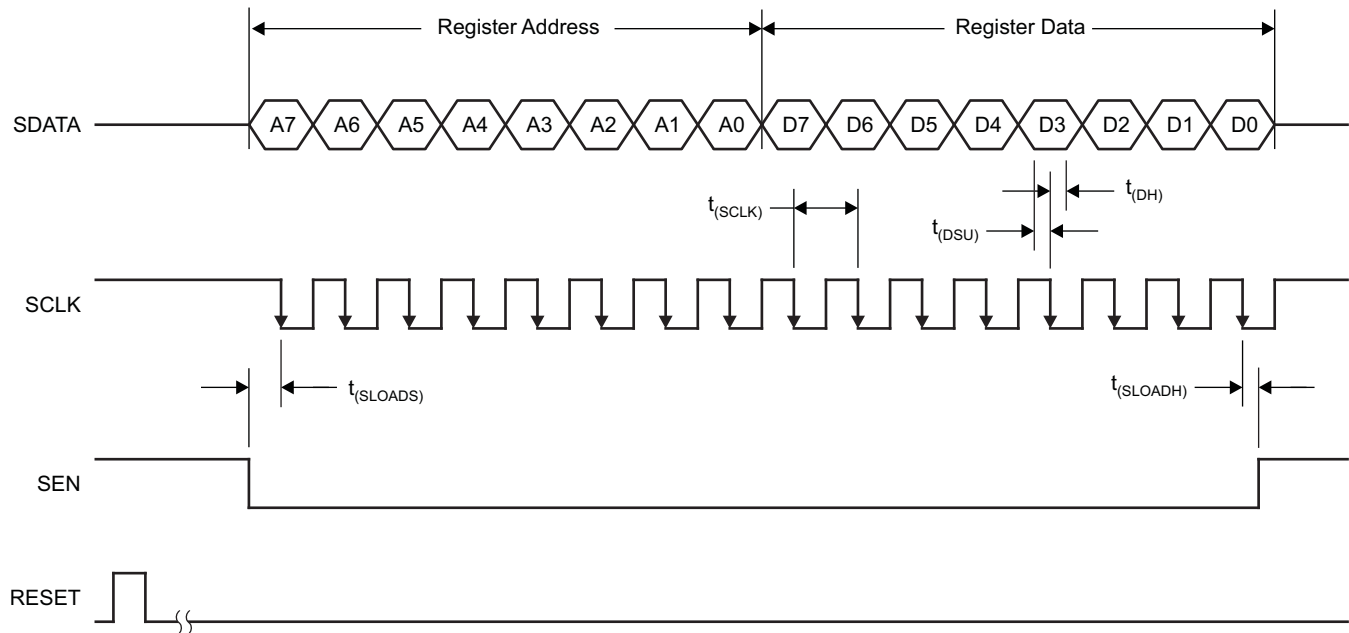 Register Address Register Data
SDATA A7 A6 A5 A4 A3 A2 A1 A0 D7 D6 D5 D4 D3 D2 D1 D0
t(DH)
t(SCLK)
t(DSU)
SCLK
t(SLOADS) t(SLOADH)
SEN
RESET